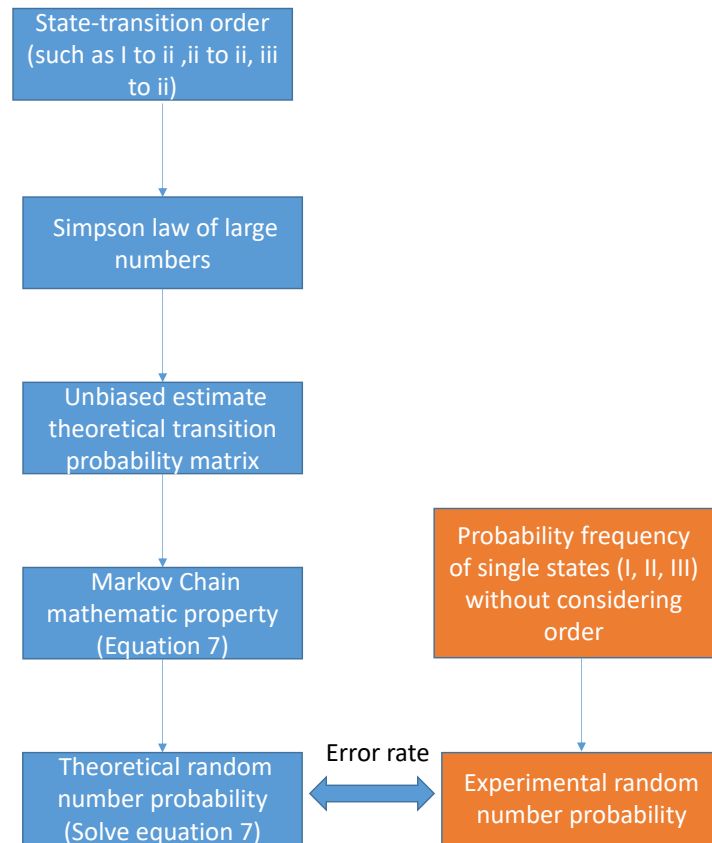 State-transition order
(such as I to ii ,ii to ii, iii
to ii)
Simpson law of large
numbers
Unbiased estimate
theoretical transition
probability matrix
Markov Chain
mathematic property
(Equation 7)
Probability frequency
of single states (I, II, III)
without considering
order
Theoretical random
number probability
(Solve equation 7)
Error rate
Experimental random
number probability